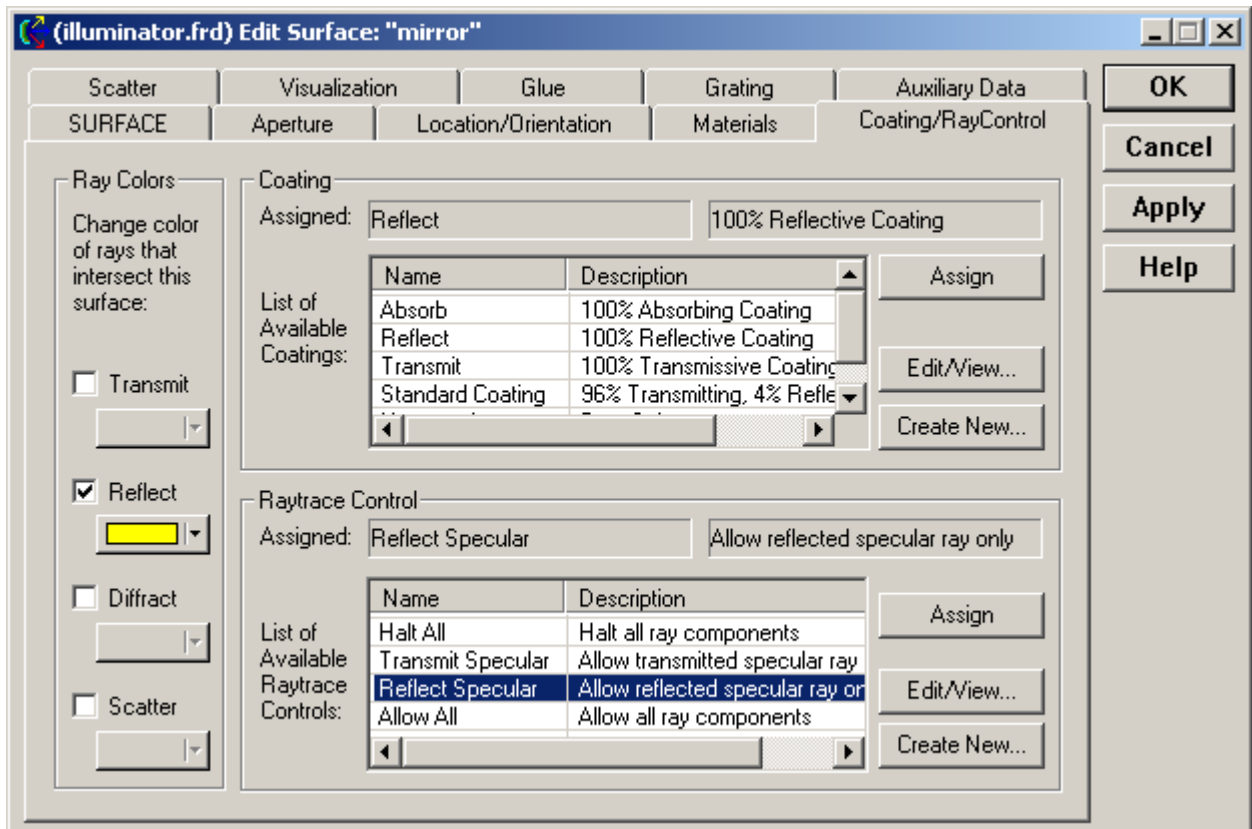 (illuminator.frd) Edit Surface: "mirror"
Scatter Visualization Glue Grating Auxiliary Data
SURFACE Aperture Location/Orientation Materials Coating/RayControl
OK
Cancel
Apply
Help
Ray Colors
Change color
of rays that
intersect this
surface:
Transmit
Reflect
Diffract
Scatter
Coating
Assigned: Reflect 100% Reflective Coating
List of
Available
Coatings:
Name Description
Absorb 100% Absorbing Coating
Reflect 100% Reflective Coating
Transmit 100% Transmissive Coating
Standard Coating 96% Transmitting, 4% Refle
Assign
Edit/View...
Create New...
Raytrace Control
Assigned: Reflect Specular Allow reflected specular ray only
List of
Available
Raytrace
Controls:
Name Description
Halt All Halt all ray components
Transmit Specular Allow transmitted specular ray
Reflect Specular Allow reflected specular ray or
Allow All Allow all ray components
Assign
Edit/View...
Create New...